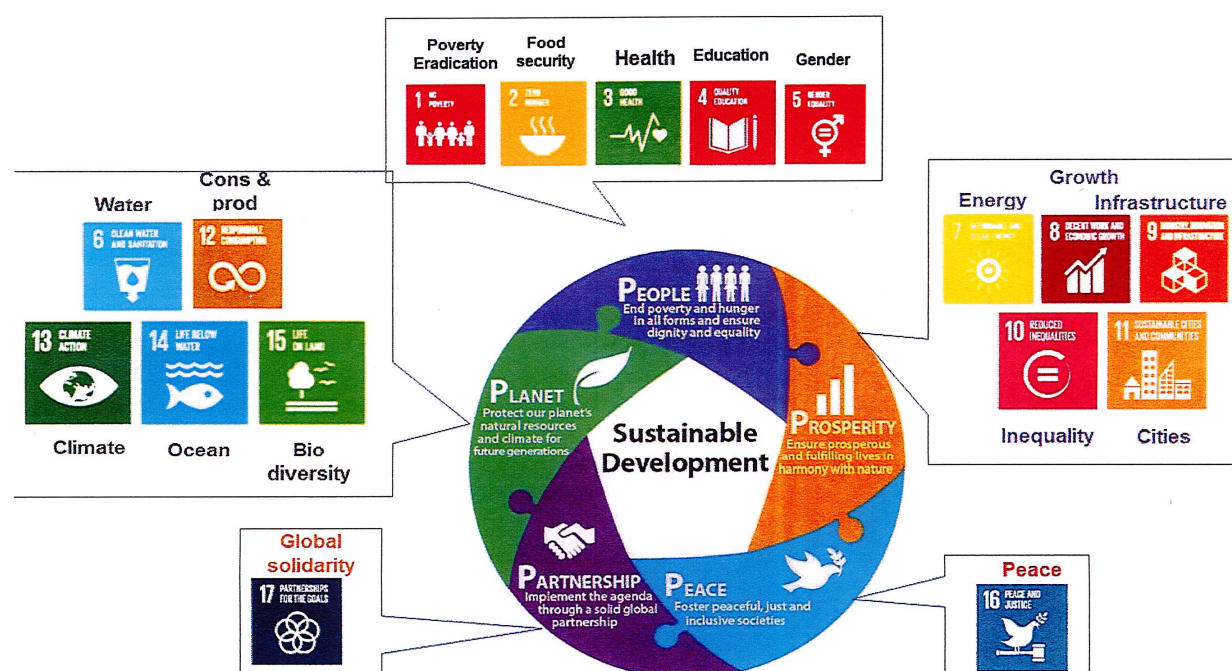 Poverty
Eradication
Food
security
Health
Education
Gender
1 NO
POVERTY
2 ZERO
HUNGER
3 GOOD
HEALTH
4 QUALITY
EDUCATION
5 GENDER
EQUALITY
Water
Cons &
prod
6 CLEAN WATER
AND SANITATION
12 RESPONSIBLE
CONSUMPTION
13 CLIMATE
ACTION
14 LIFE BELOW
WATER
15 LIFE
ON LAND
Climate
Ocean
Bio
diversity
Growth
Energy
Infrastructure
7 AFFORDABLE AND
CLEAN ENERGY
8 DECENT WORK AND
ECONOMIC GROWTH
9 INDUSTRY, INNOVATION
AND INFRASTRUCTURE
10 REDUCED
INEQUALITIES
11 SUSTAINABLE CITIES
AND COMMUNITIES
Inequality
Cities
PEOPLE
End poverty and hunger
in all forms and ensure
dignity and equality
PLANET
Protect our planet's
natural resources
and climate for
future generations
PROSPERITY
Ensure prosperous
and fulfilling lives in
harmony with nature
Sustainable
Development
PARTNERSHIP
Implement the agenda
through a solid global
partnership
PEACE
Foster peaceful, just and
inclusive societies
Global
solidarity
17 PARTNERSHIPS
FOR THE GOALS
Peace
16 PEACE AND
JUSTICE